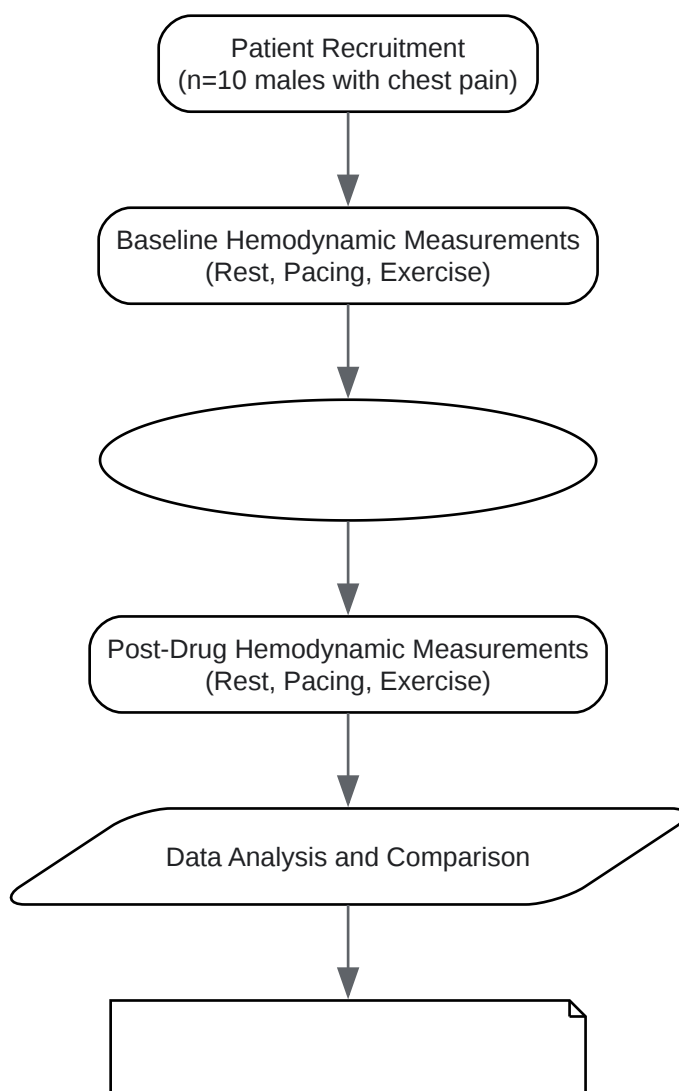 Patient Recruitment
(n=10 males with chest pain)
Baseline Hemodynamic Measurements
(Rest, Pacing, Exercise)
Post-Drug Hemodynamic Measurements
(Rest, Pacing, Exercise)
Data Analysis and Comparison